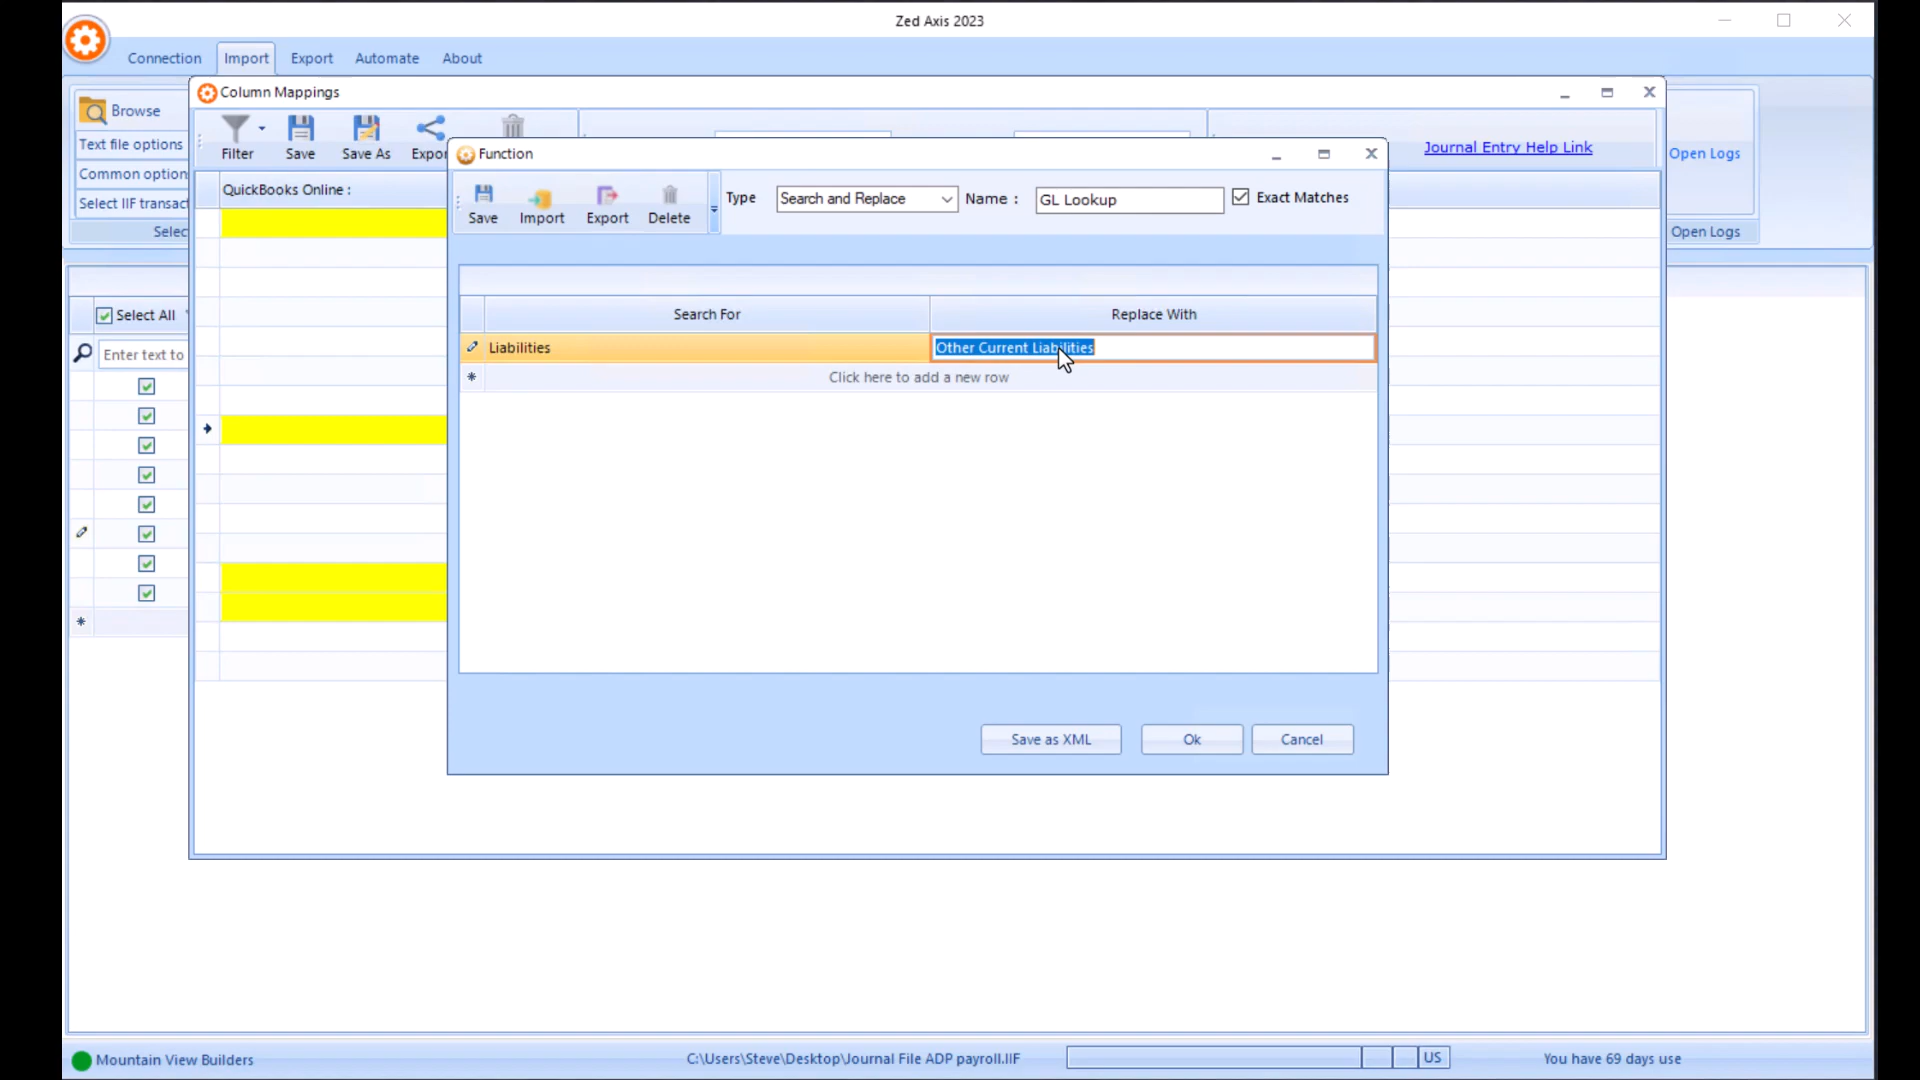 Zed Axis 2023
Connection
Import
Export
Automate
About
Column Mappings
Browse
Text file options
Common option
Select IIF transact
Selec
Filter
Save
Save As
Expor
Journal Entry Help Link
Open Logs
Open Logs
QuickBooks Online :
Function
Save
Import
Export
Delete
Type
Search and Replace
Name :
GL Lookup
Exact Matches
Search For
Replace With
Liabilities
Other Current Liabilities
Click here to add a new row
Select All
Enter text to
Save as XML
Ok
Cancel
Mountain View Builders
C:\Users\Steve\Desktop\Journal File ADP payroll.IIF
US
You have 69 days use